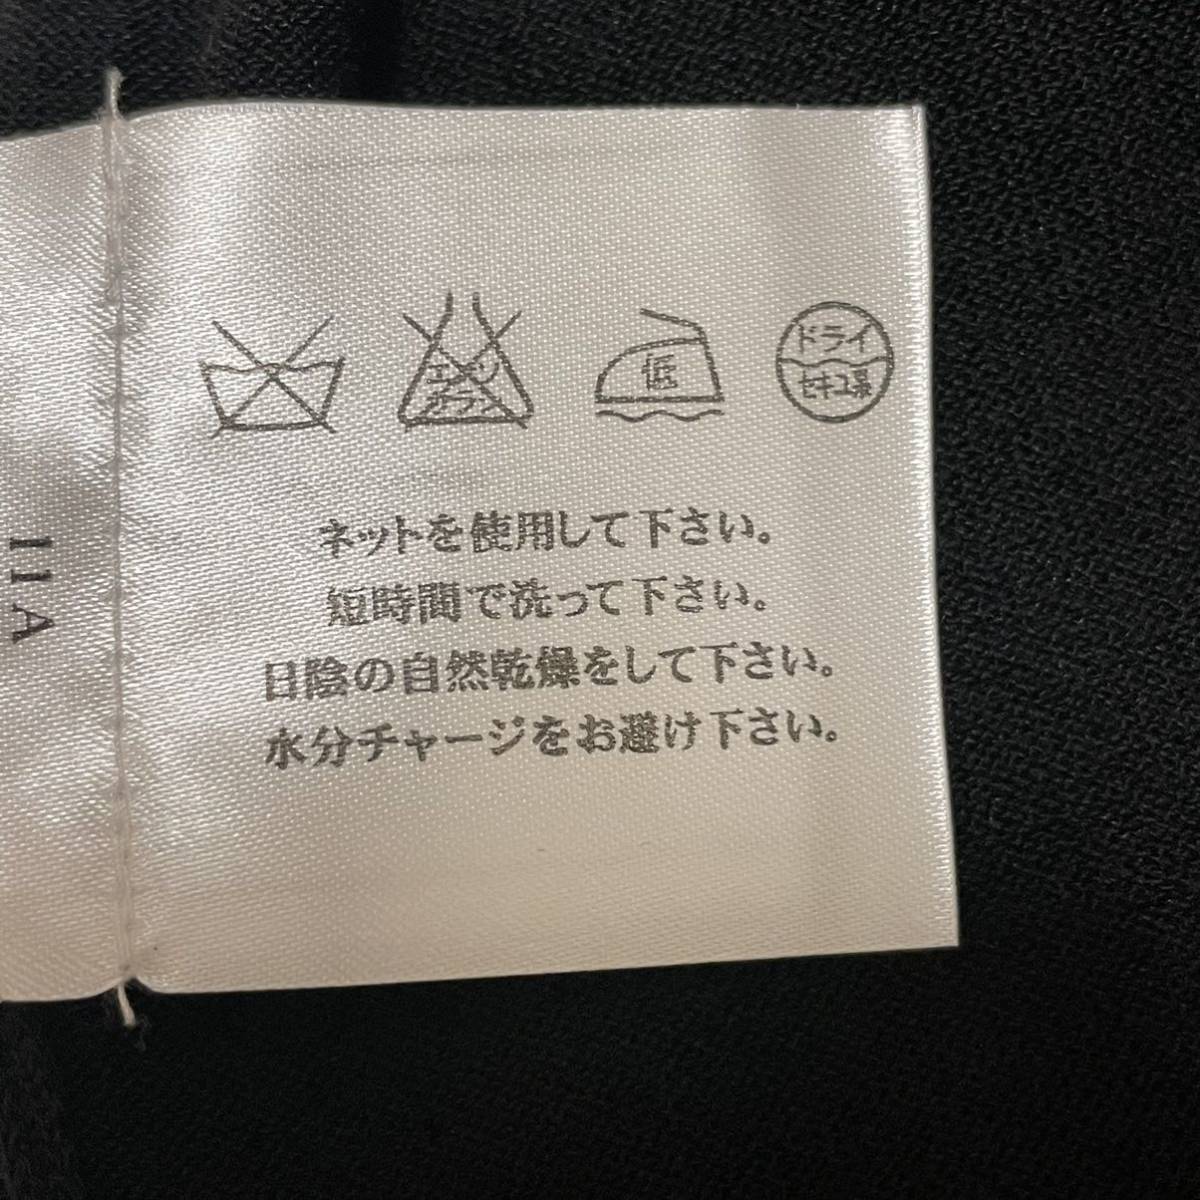 エンソ
サラシ
低
ドライ
セキユ系
ネットを使用して下さい。
短時間で洗って下さい。
日陰の自然乾燥をして下さい。
水分チャージをお避け下さい。